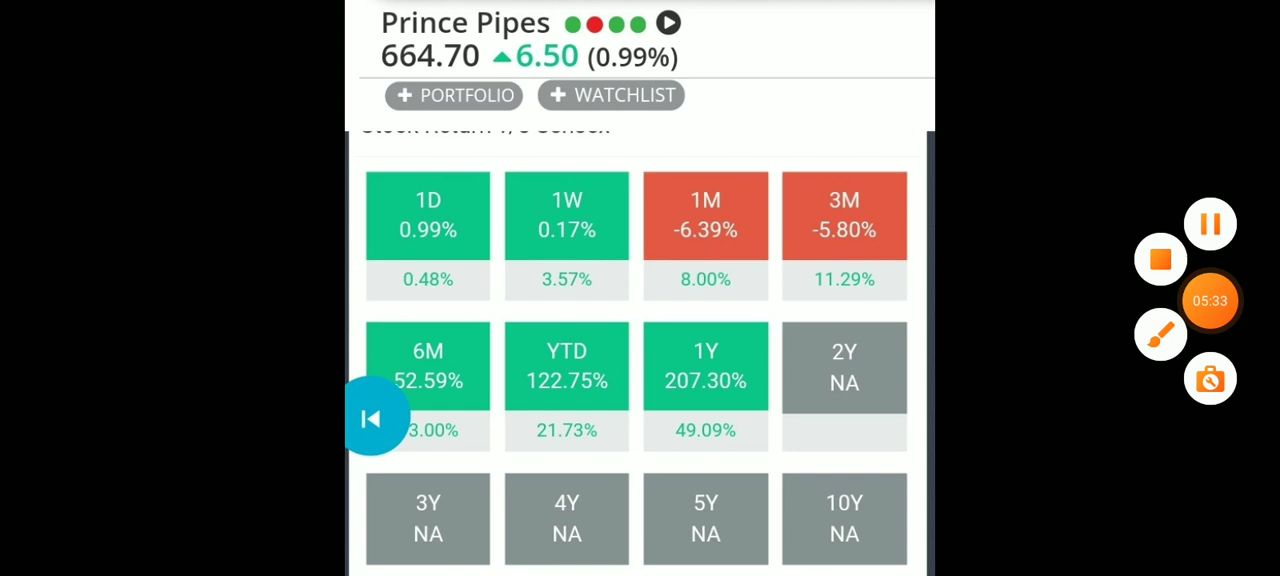 Prince Pipes
664.70 6.50 (0.99%)
+ PORTFOLIO + WATCHLIST
1D 1W 1M 3M
0.99% 0.17% -6.39% -5.80%
0.48% 3.57% 8.00% 11.29%
05:33
6M YTD 1Y 2Y
52.59% 122.75% 207.30% NA
3.00% 21.73% 49.09%
3Y 4Y 5Y 10Y
NA NA NA NA